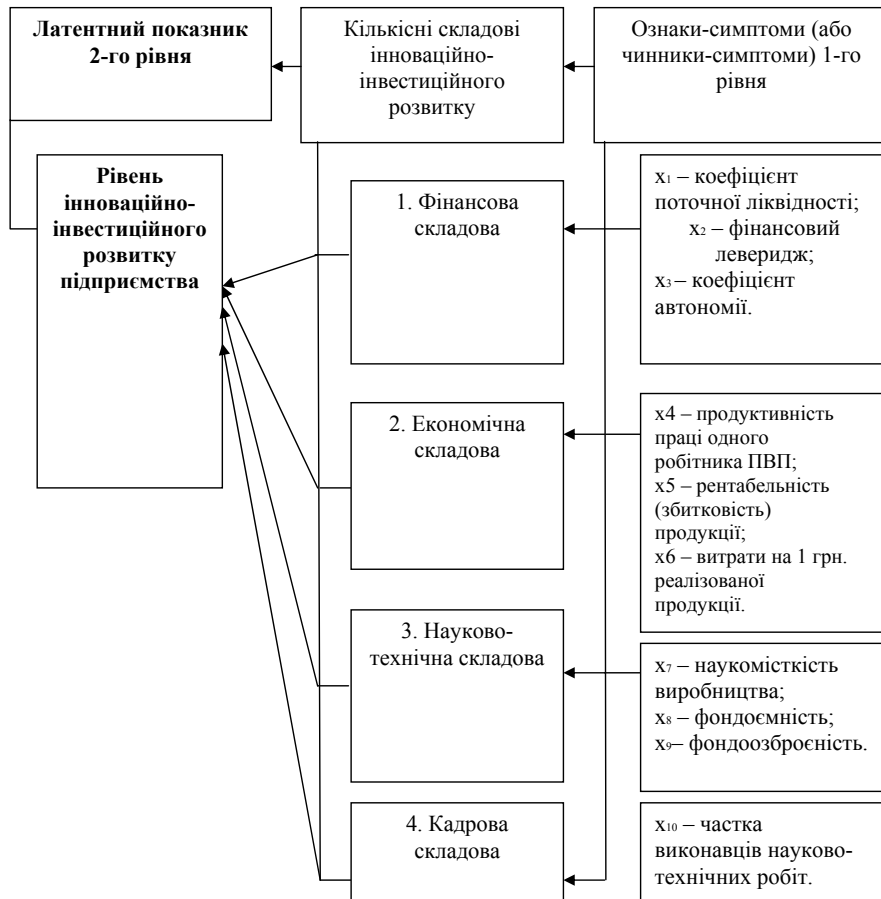 Латентний показник
2-го рівня
Кількісні складові
інноваційно-
інвестиційного
розвитку
Ознаки-симптоми (або
чинники-симптоми) 1-го
рівня
Рівень
інноваційно-
інвестиційного
розвитку
підприємства
1. Фінансова
складова
x₁ – коефіцієнт
поточної ліквідності;
x₂ – фінансовий
леверидж;
x₃– коефіцієнт
автономії.
2. Економічна
складова
x4 – продуктивність
праці одного
робітника ПВП;
x5 – рентабельність
(збитковість)
продукції;
x6 – витрати на 1 грн.
реалізованої
продукції.
3. Науково-
технічна складова
x₇ – наукомісткість
виробництва;
x₈ – фондоємність;
x₉– фондоозброєність.
4. Кадрова
складова
x₁₀ – частка
виконавців науково-
технічних робіт.